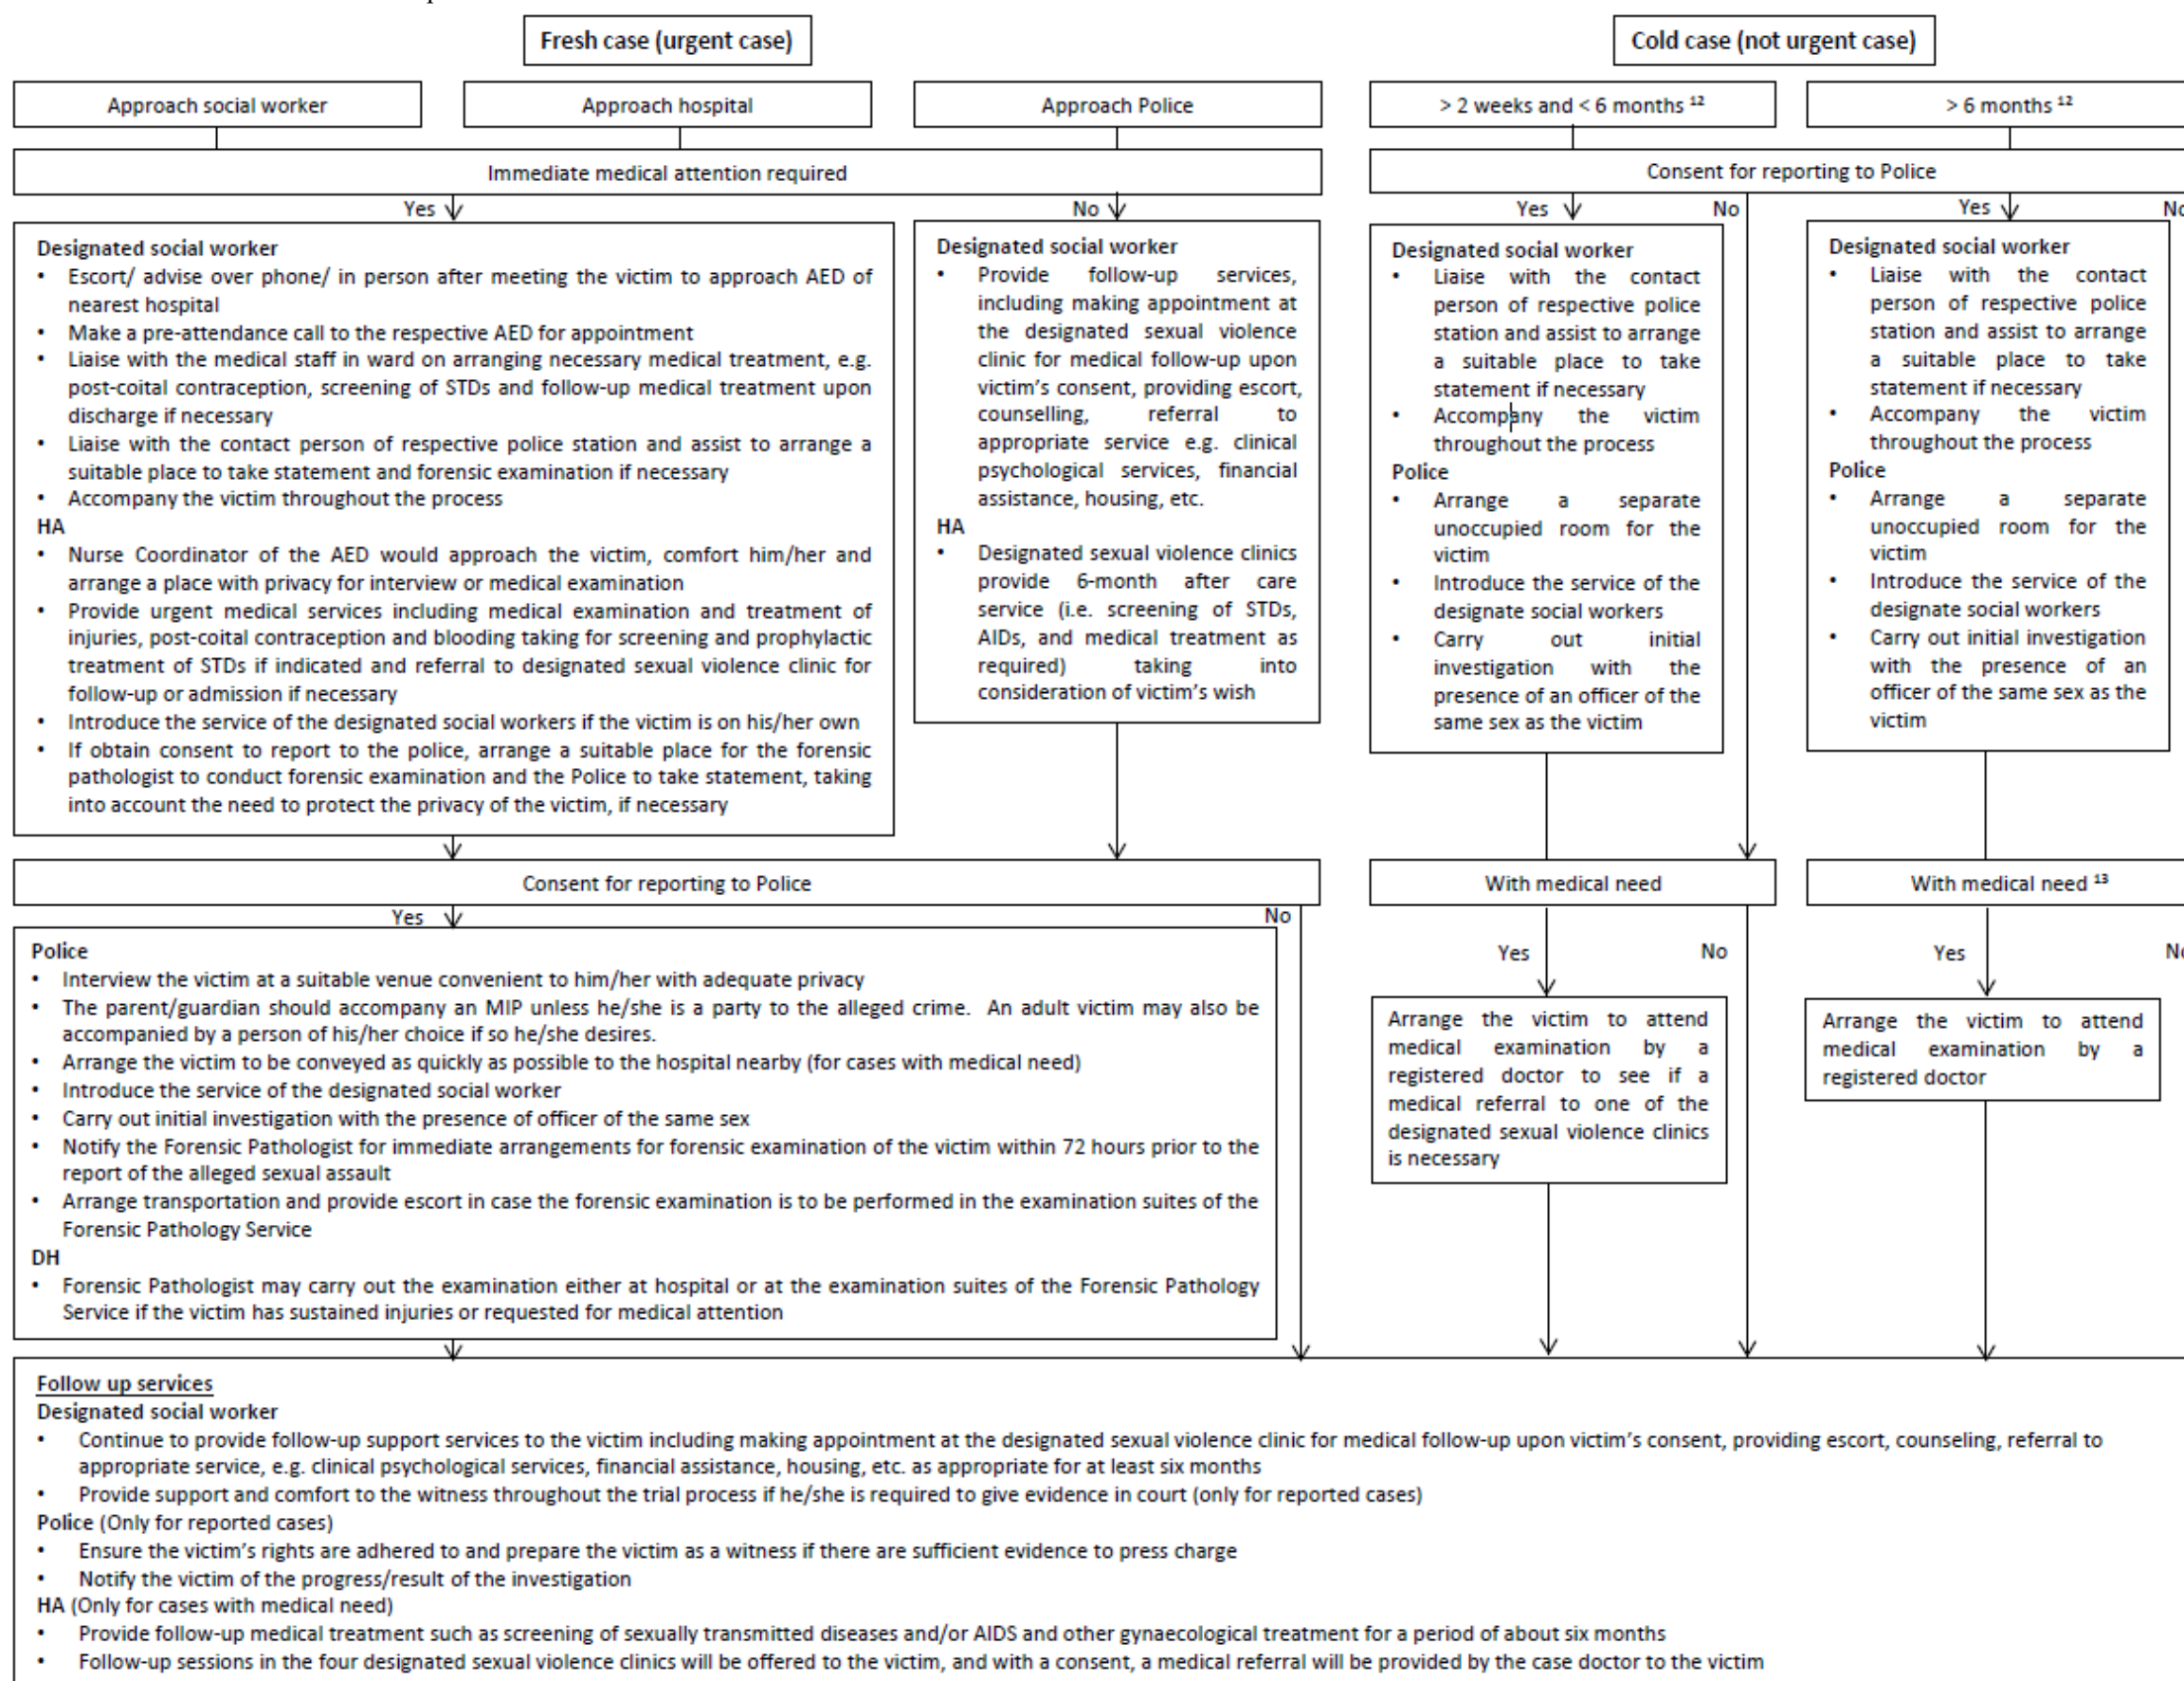 Fresh case (urgent case)
Cold case (not urgent case)
Approach social worker
Approach hospital
Approach Police
> 2 weeks and < 6 months ¹²
> 6 months ¹²
Immediate medical attention required
Consent for reporting to Police
Yes
No
Yes
No
Yes
Designated social worker
• Escort/ advise over phone/ in person after meeting the victim to approach AED of
nearest hospital
• Make a pre-attendance call to the respective AED for appointment
• Liaise with the medical staff in ward on arranging necessary medical treatment, e.g.
post-coital contraception, screening of STDs and follow-up medical treatment upon
discharge if necessary
• Liaise with the contact person of respective police station and assist to arrange a
suitable place to take statement and forensic examination if necessary
• Accompany the victim throughout the process
HA
• Nurse Coordinator of the AED would approach the victim, comfort him/her and
arrange a place with privacy for interview or medical examination
• Provide urgent medical services including medical examination and treatment of
injuries, post-coital contraception and blooding taking for screening and prophylactic
treatment of STDs if indicated and referral to designated sexual violence clinic for
follow-up or admission if necessary
• Introduce the service of the designated social workers if the victim is on his/her own
• If obtain consent to report to the police, arrange a suitable place for the forensic
pathologist to conduct forensic examination and the Police to take statement, taking
into account the need to protect the privacy of the victim, if necessary
Designated social worker
• Provide follow-up services,
including making appointment at
the designated sexual violence
clinic for medical follow-up upon
victim's consent, providing escort,
counselling, referral to
appropriate service e.g. clinical
psychological services, financial
assistance, housing, etc.
HA
• Designated sexual violence clinics
provide 6-month after care
service (i.e. screening of STDs,
AIDs, and medical treatment as
required) taking into
consideration of victim's wish
Designated social worker
• Liaise with the contact
person of respective police
station and assist to arrange
a suitable place to take
statement if necessary
• Accompany the victim
throughout the process
Police
• Arrange a separate
unoccupied room for the
victim
• Introduce the service of the
designate social workers
• Carry out initial
investigation with the
presence of an officer of the
same sex as the victim
Designated social worker
• Liaise with the contact
person of respective police
station and assist to arrange
a suitable place to take
statement if necessary
• Accompany the victim
throughout the process
Police
• Arrange a separate
unoccupied room for the
victim
• Introduce the service of the
designate social workers
• Carry out initial investigation
with the presence of an
officer of the same sex as the
victim
Consent for reporting to Police
With medical need
With medical need ¹³
Yes
No
Yes
No
Yes
Police
• Interview the victim at a suitable venue convenient to him/her with adequate privacy
• The parent/guardian should accompany an MIP unless he/she is a party to the alleged crime. An adult victim may also be
accompanied by a person of his/her choice if so he/she desires.
• Arrange the victim to be conveyed as quickly as possible to the hospital nearby (for cases with medical need)
• Introduce the service of the designated social worker
• Carry out initial investigation with the presence of officer of the same sex
• Notify the Forensic Pathologist for immediate arrangements for forensic examination of the victim within 72 hours prior to the
report of the alleged sexual assault
• Arrange transportation and provide escort in case the forensic examination is to be performed in the examination suites of the
Forensic Pathology Service
DH
• Forensic Pathologist may carry out the examination either at hospital or at the examination suites of the Forensic Pathology
Service if the victim has sustained injuries or requested for medical attention
Arrange the victim to attend
medical examination by a
registered doctor to see if a
medical referral to one of the
designated sexual violence clinics
is necessary
Arrange the victim to attend
medical examination by a
registered doctor
Follow up services
Designated social worker
• Continue to provide follow-up support services to the victim including making appointment at the designated sexual violence clinic for medical follow-up upon victim's consent, providing escort, counseling, referral to
appropriate service, e.g. clinical psychological services, financial assistance, housing, etc. as appropriate for at least six months
• Provide support and comfort to the witness throughout the trial process if he/she is required to give evidence in court (only for reported cases)
Police (Only for reported cases)
• Ensure the victim's rights are adhered to and prepare the victim as a witness if there are sufficient evidence to press charge
• Notify the victim of the progress/result of the investigation
HA (Only for cases with medical need)
• Provide follow-up medical treatment such as screening of sexually transmitted diseases and/or AIDS and other gynaecological treatment for a period of about six months
• Follow-up sessions in the four designated sexual violence clinics will be offered to the victim, and with a consent, a medical referral will be provided by the case doctor to the victim